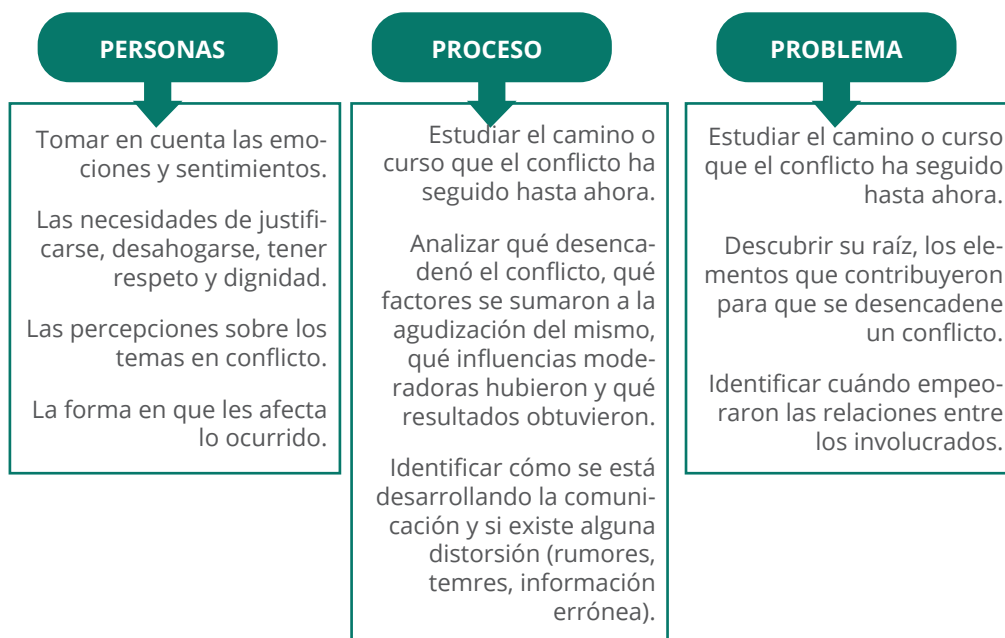 PERSONAS
Tomar en cuenta las emo-
ciones y sentimientos.
Las necesidades de justifi-
carse, desahogarse, tener
respeto y dignidad.
Las percepciones sobre los
temas en conflicto.
La forma en que les afecta
lo ocurrido.
PROCESO
Estudiar el camino o
curso que el conflicto ha
seguido hasta ahora.
Analizar qué desenca-
denó el conflicto, qué
factores se sumaron a la
agudización del mismo,
qué influencias mode-
radoras hubieron y qué
resultados obtuvieron.
Identificar cómo se está
desarrollando la comuni-
cación y si existe alguna
distorsión (rumores,
temres, información
errónea).
PROBLEMA
Estudiar el camino o curso
que el conflicto ha seguido
hasta ahora.
Descubrir su raíz, los ele-
mentos que contribuyeron
para que se desencadene
un conflicto.
Identificar cuándo empeo-
raron las relaciones entre
los involucrados.